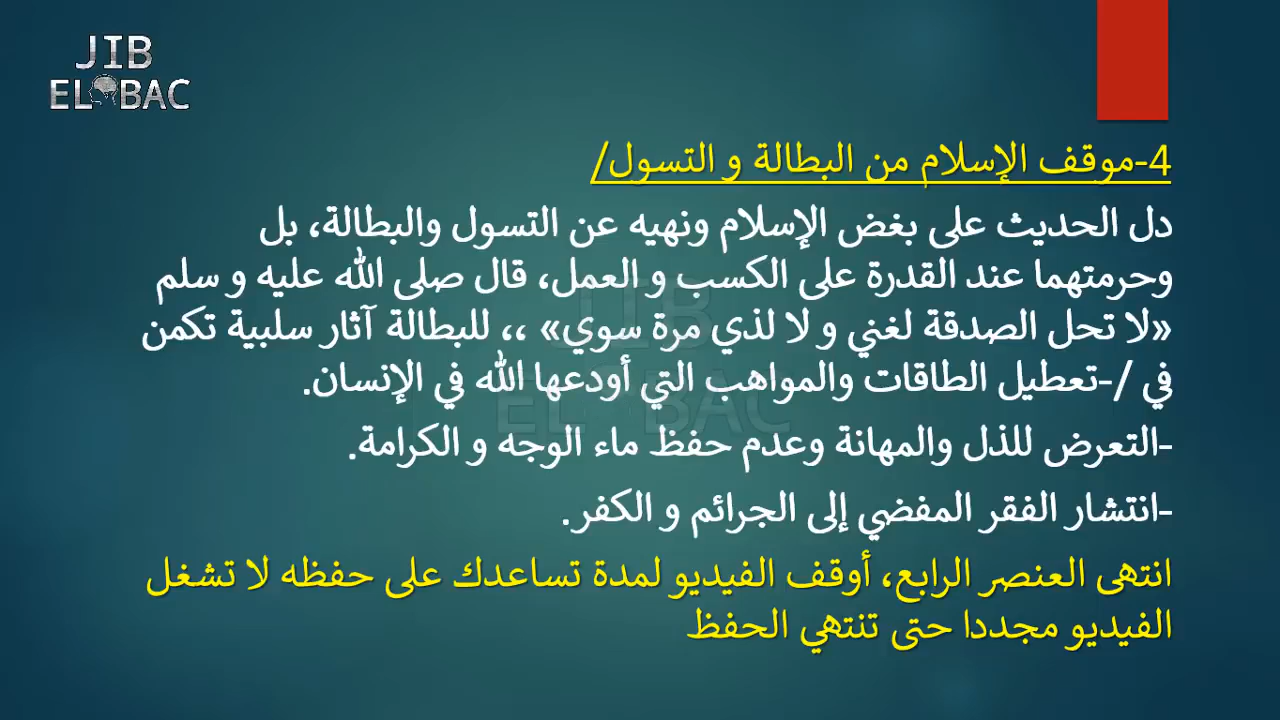 JIB
EL BAC
4-موقف الإسلام من البطالة و التسول/
دل الحديث على بغض الإسلام ونهيه عن التسول والبطالة، بل
وحرمتهما عند القدرة على الكسب و العمل، قال صلى الله عليه و سلم
«لا تحل الصدقة لغني و لا لذي مرة سوي» ،، للبطالة آثار سلبية تكمن
في /-تعطيل الطاقات والمواهب التي أودعها الله في الإنسان.
-التعرض للذل والمهانة وعدم حفظ ماء الوجه و الكرامة.
-انتشار الفقر المفضي إلى الجرائم و الكفر.
انتهى العنصر الرابع، أوقف الفيديو لمدة تساعدك على حفظه لا تشغل
الفيديو مجددا حتى تنتهي الحفظ
JIB
EL BAC